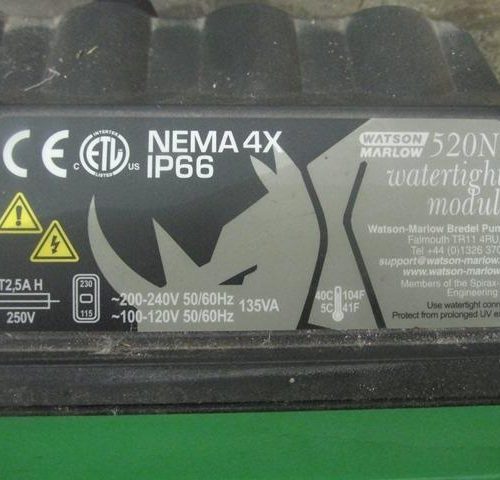 CE
INTERTEK
C ETL US
NEMA 4X
IP66
T2,5A H
250V
230
115
~200-240V 50/60Hz
~100-120V 50/60Hz
135VA
40C 104F
5C 41F
WATSON
MARLOW
520N
watertight
modul
Watson-Marlow Bredel Pum
Falmouth TR11 4RU
Tel +44 (0)1326 370
support@watson-marlow.
www.watson-marlow.
Members of the Spirax-
Engineering
Use watertight con
Protect from prolonged UV ex